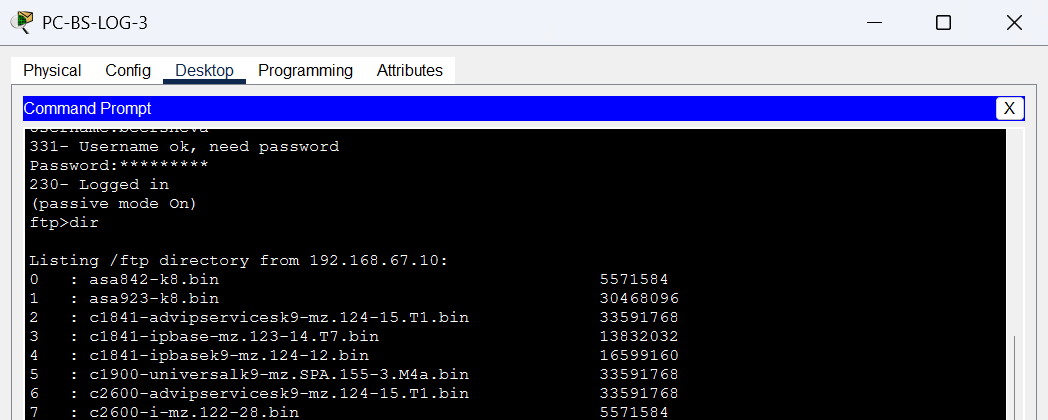 PC-BS-LOG-3
Physical Config Desktop Programming Attributes
Command Prompt X
331- Username ok, need password
Password:*********
230- Logged in
(passive mode On)
ftp>dir
Listing /ftp directory from 192.168.67.10:
0 : asa842-k8.bin 5571584
1 : asa923-k8.bin 30468096
2 : c1841-advipservicesk9-mz.124-15.T1.bin 33591768
3 : c1841-ipbase-mz.123-14.T7.bin 13832032
4 : c1841-ipbasek9-mz.124-12.bin 16599160
5 : c1900-universalk9-mz.SPA.155-3.M4a.bin 33591768
6 : c2600-advipservicesk9-mz.124-15.T1.bin 33591768
7 : c2600-i-mz.122-28.bin 5571584